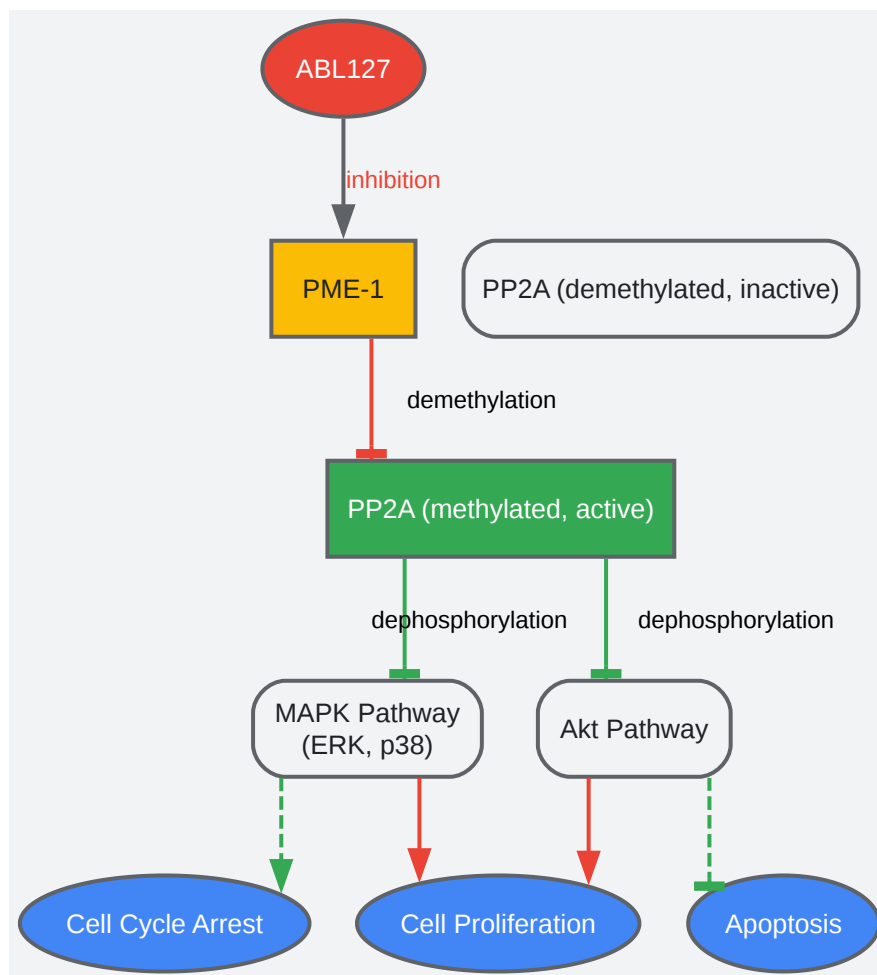 ABL127
inhibition
PME-1
PP2A (demethylated, inactive)
demethylation
PP2A (methylated, active)
dephosphorylation
dephosphorylation
MAPK Pathway
(ERK, p38)
Akt Pathway
Cell Cycle Arrest
Cell Proliferation
Apoptosis